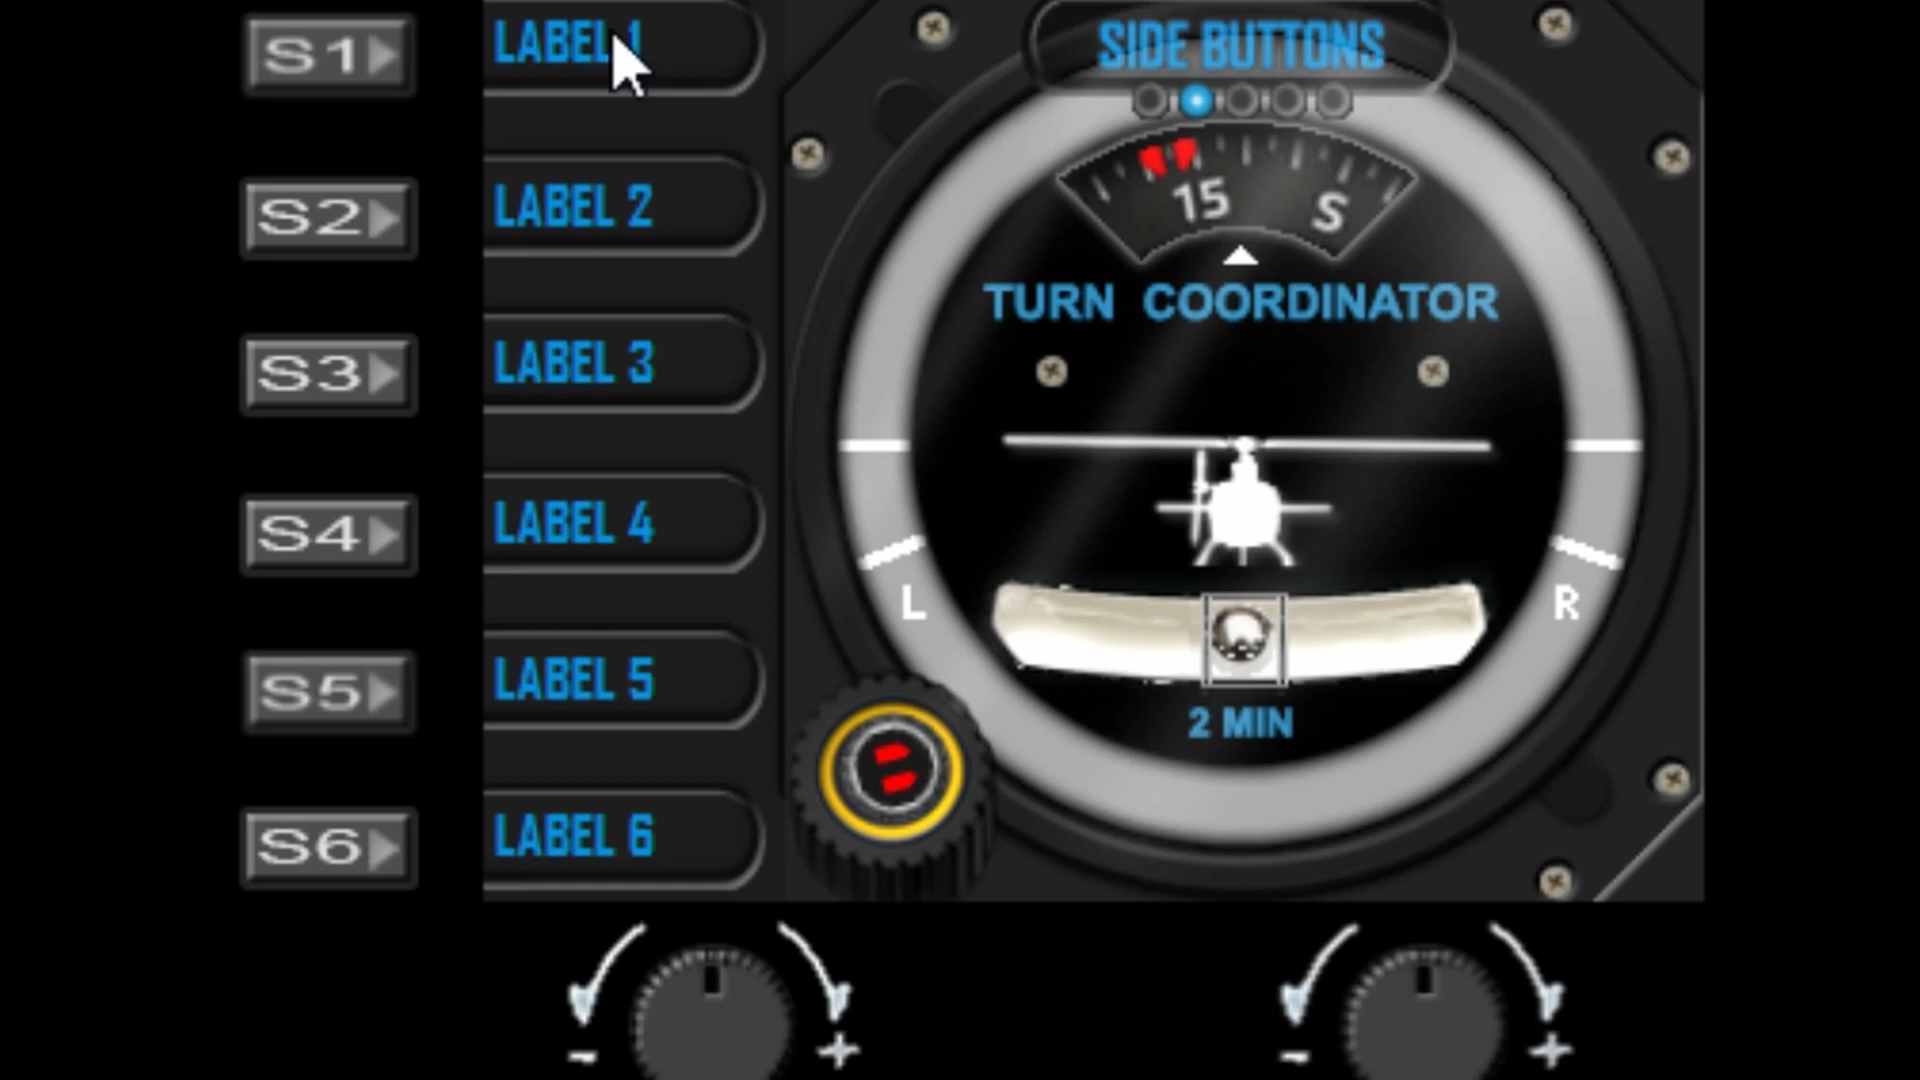 S1 LABEL 1
SIDE BUTTONS
15 S
S2 LABEL 2
TURN COORDINATOR
S3 LABEL 3
S4 LABEL 4
L R
S5 LABEL 5
2 MIN
S6 LABEL 6
- + - +